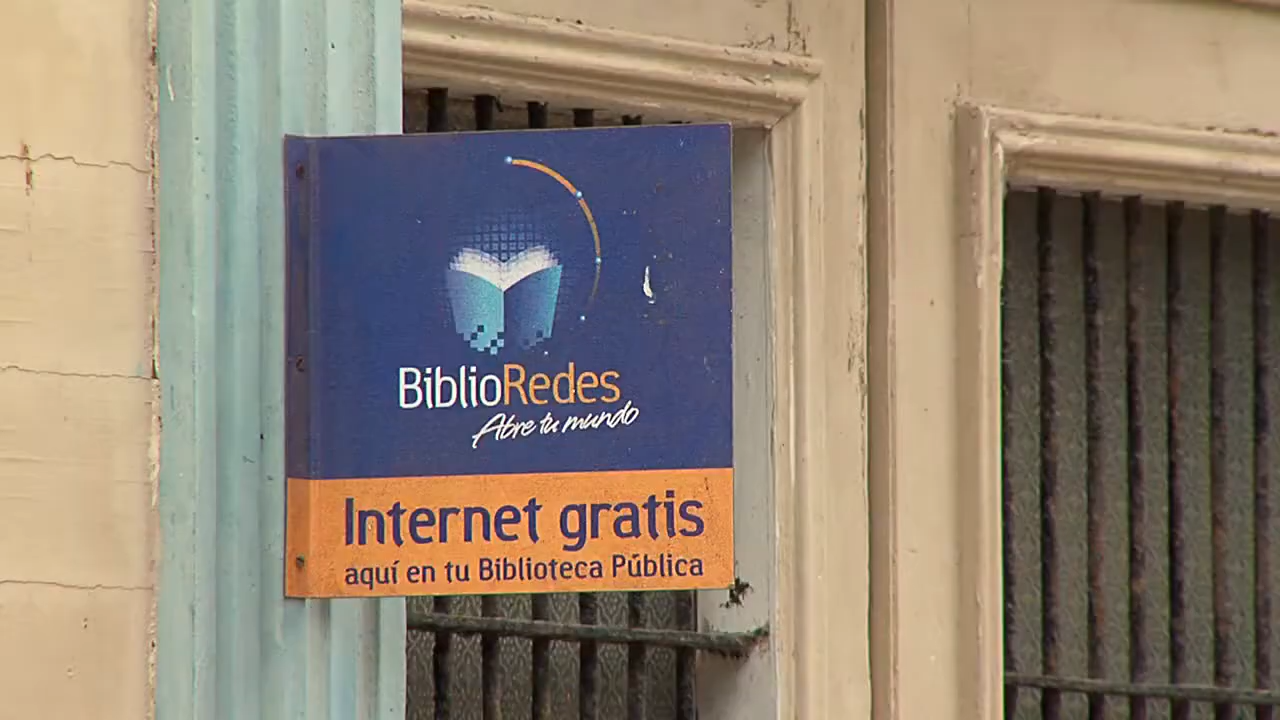 BiblioRedes
Abre tu mundo
Internet gratis
aquí en tu Biblioteca Pública